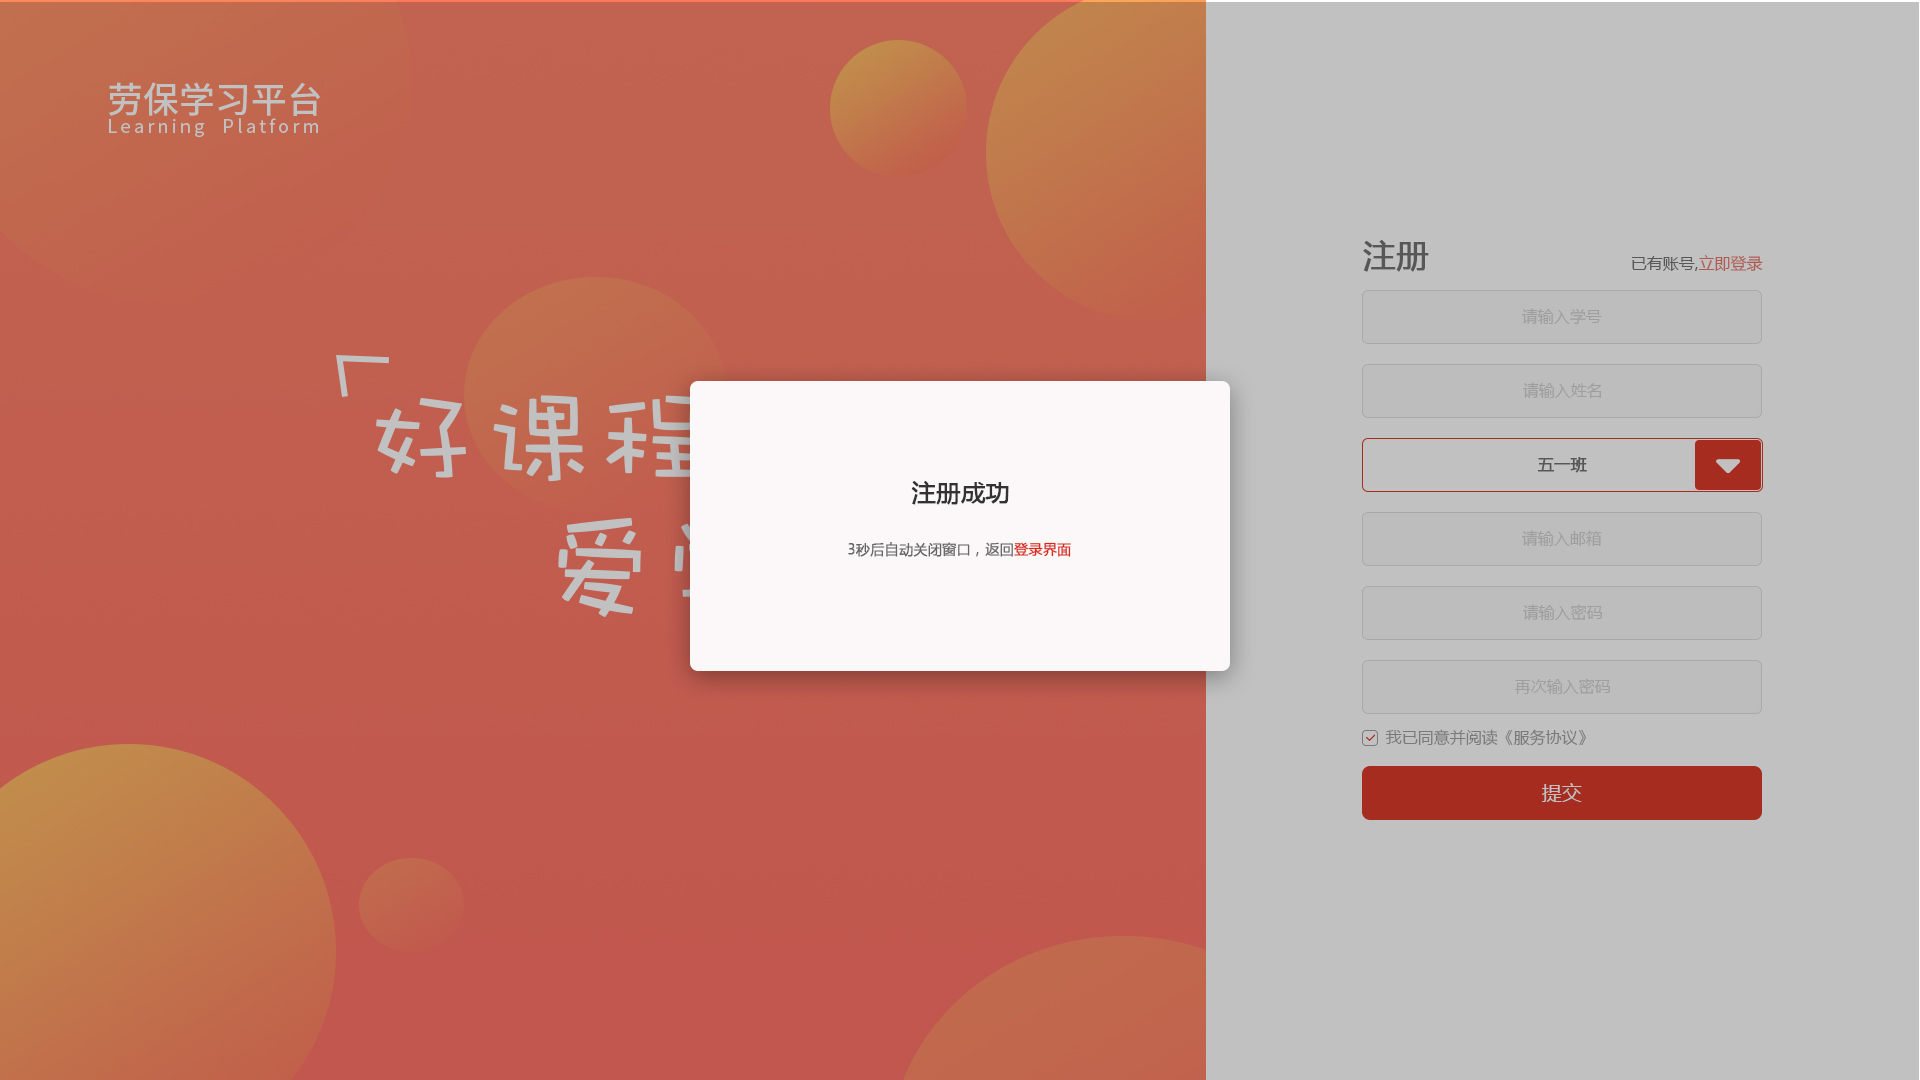 劳保学习平台
Learning Platform
好课程
爱
注册
已有账号,立即登录
请输入学号
请输入姓名
五一班
请输入邮箱
请输入密码
再次输入密码
我已同意并阅读《服务协议》
提交
注册成功
3秒后自动关闭窗口，返回登录界面